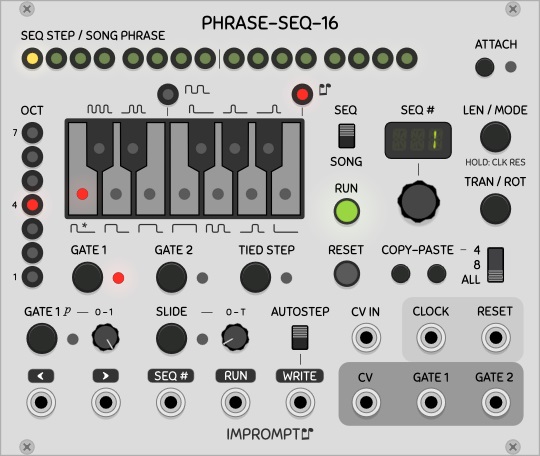 PHRASE-SEQ-16
SEQ STEP / SONG PHRASE
ATTACH
OCT
SEQ
SEQ #
LEN / MODE
7
1
SONG
HOLD: CLK RES
RUN
TRAN / ROT
4
*
1
GATE 1
GATE 2
TIED STEP
RESET
COPY-PASTE
4
8
ALL
GATE 1 p
0-1
SLIDE
0-T
AUTOSTEP
CV IN
CLOCK
RESET
<
>
SEQ #
RUN
WRITE
CV
GATE 1
GATE 2
IMPROMPTU